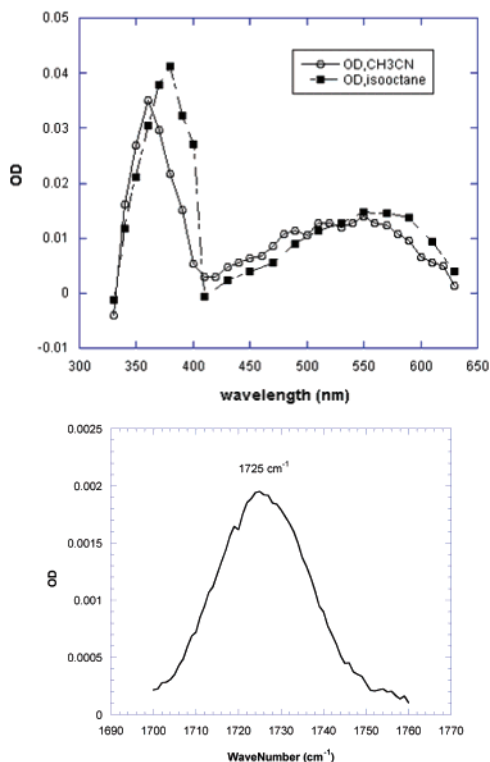 0.05
0.04
0.03
0.02
0.01
0
-0.01
OD
OD,CH3CN
OD,isooctane
300 350 400 450 500 550 600 650
wavelength (nm)
0.0025
0.002
0.0015
0.001
0.0005
0
OD
1725 cm⁻¹
1690 1700 1710 1720 1730 1740 1750 1760 1770
WaveNumber (cm⁻¹)